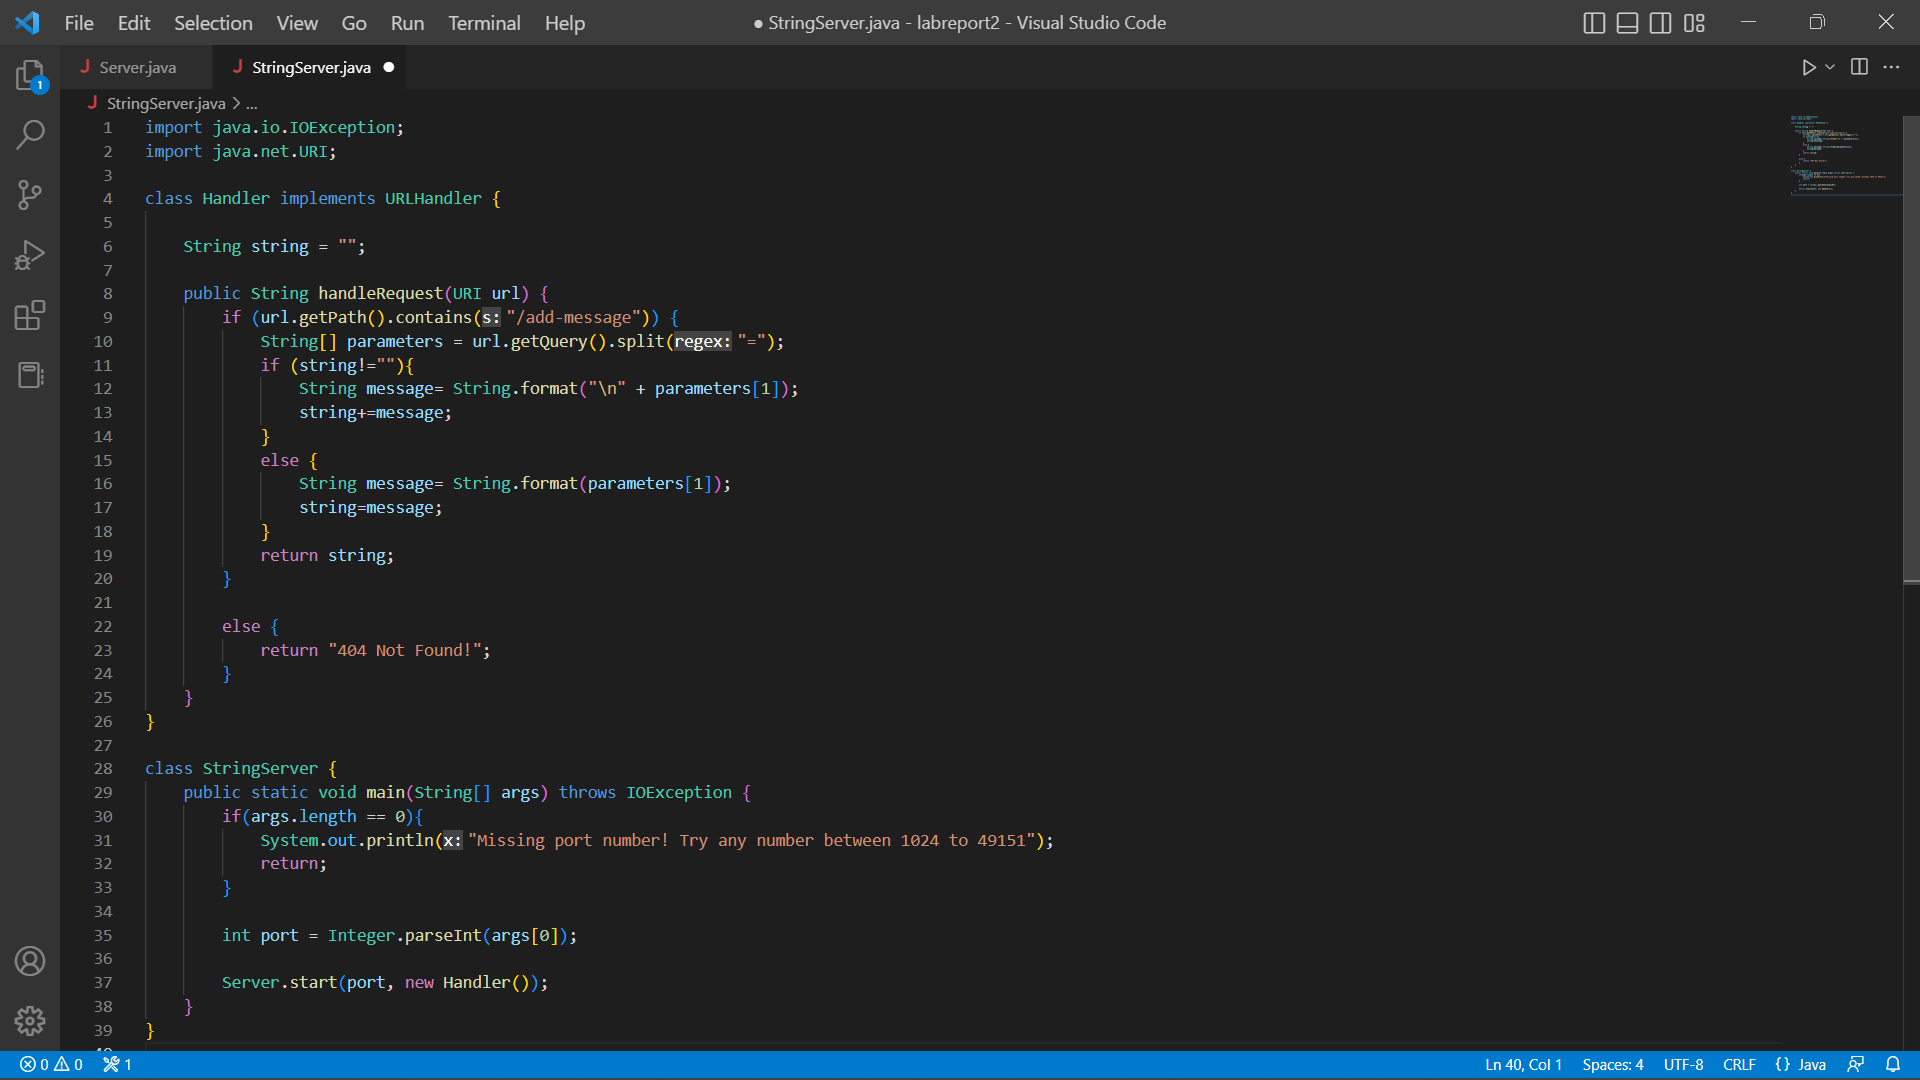 File Edit Selection View Go Run Terminal Help ● StringServer.java - labreport2 - Visual Studio Code
J Server.java J StringServer.java ●
1
J StringServer.java > ...
1 import java.io.IOException;
2 import java.net.URI;
3
4 class Handler implements URLHandler {
5
6 String string = "";
7
8 public String handleRequest(URI url) {
9 if (url.getPath().contains(s: "/add-message")) {
10 String[] parameters = url.getQuery().split(regex: "=");
11 if (string!=""){
12 String message= String.format("\n" + parameters[1]);
13 string+=message;
14 }
15 else {
16 String message= String.format(parameters[1]);
17 string=message;
18 }
19 return string;
20 }
21
22 else {
23 return "404 Not Found!";
24 }
25 }
26 }
27
28 class StringServer {
29 public static void main(String[] args) throws IOException {
30 if(args.length == 0){
31 System.out.println(x: "Missing port number! Try any number between 1024 to 49151");
32 return;
33 }
34
35 int port = Integer.parseInt(args[0]);
36
37 Server.start(port, new Handler());
38 }
39 }
0 0 1 Ln 40, Col 1 Spaces: 4 UTF-8 CRLF {} Java